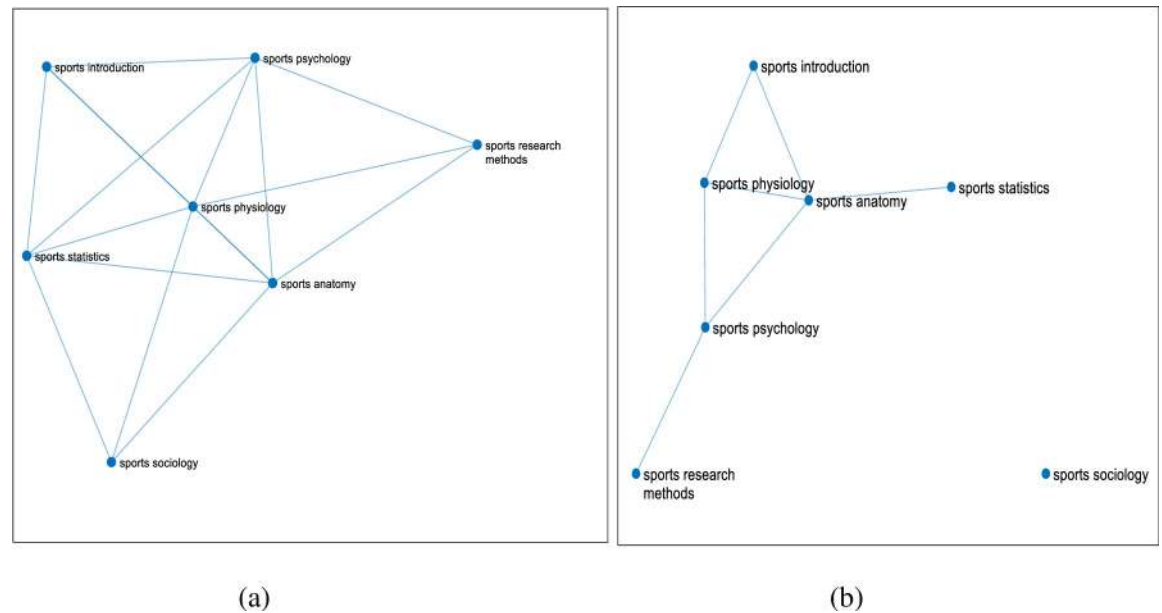 sports psychology
sports introduction
sports research
methods
sports physiology
sports statistics
sports anatomy
sports sociology
(a)
sports introduction
sports physiology
sports statistics
sports anatomy
sports psychology
sports research
methods
sports sociology
(b)